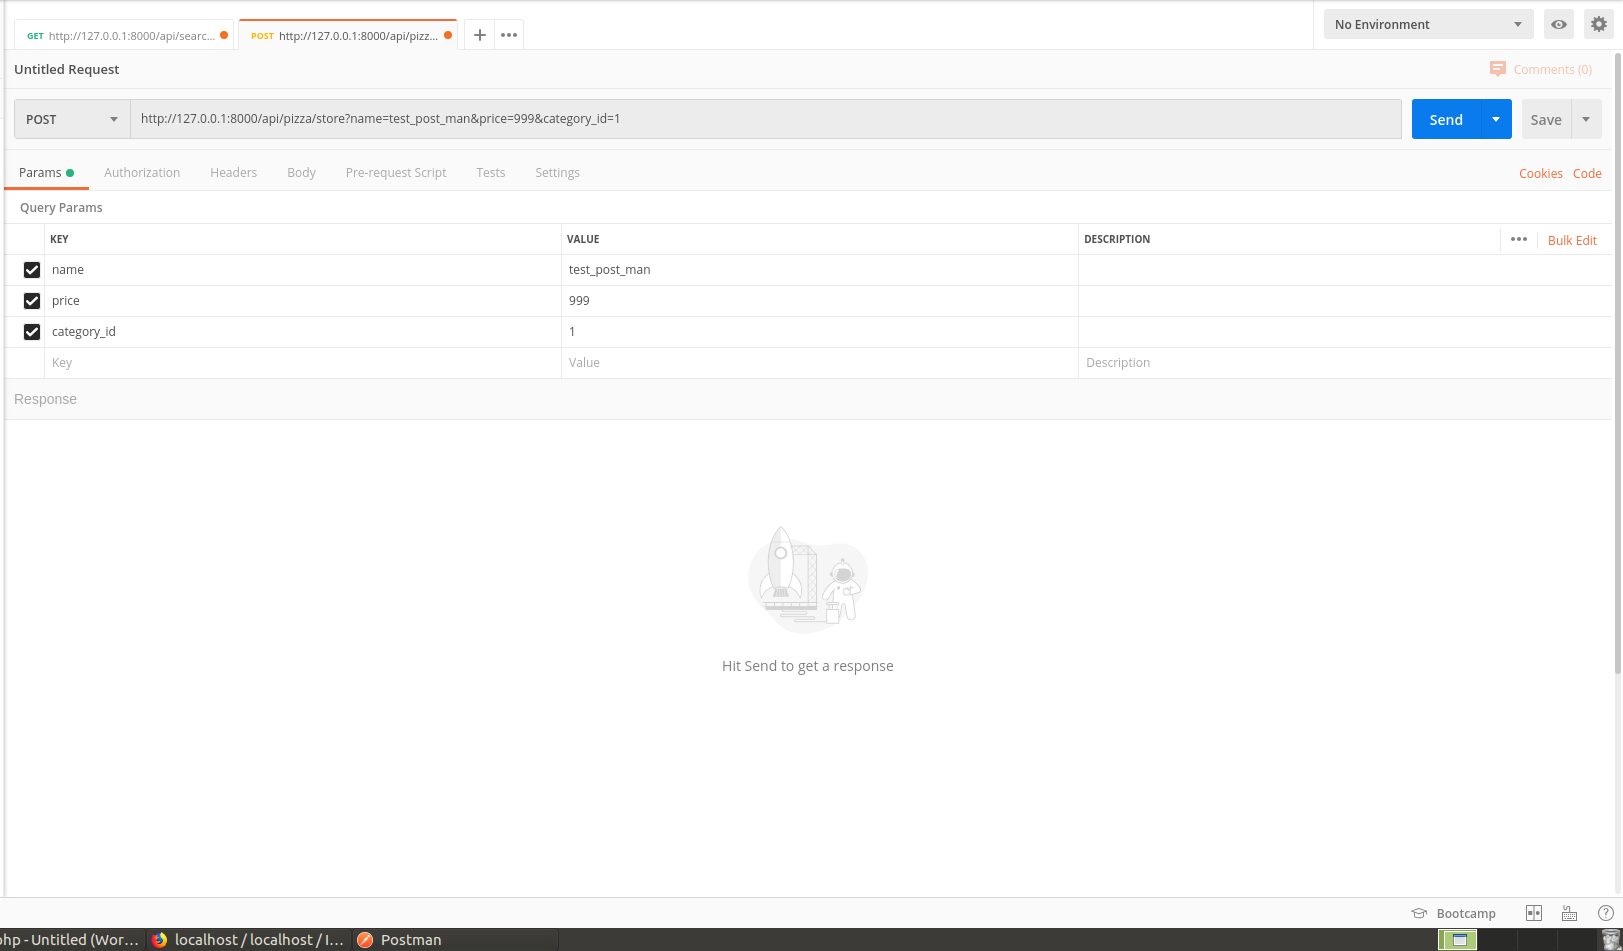 GET http://127.0.0.1:8000/api/searc...
POST http://127.0.0.1:8000/api/pizz...
No Environment
Untitled Request
Comments (0)
POST
http://127.0.0.1:8000/api/pizza/store?name=test_post_man&price=999&category_id=1
Send
Save
Params Authorization Headers Body Pre-request Script Tests Settings
Cookies Code
Query Params
KEY VALUE DESCRIPTION
Bulk Edit
name test_post_man
price 999
category_id 1
Key Value Description
Response
Hit Send to get a response
Bootcamp
php - Untitled (Wor... localhost / localhost / I... Postman